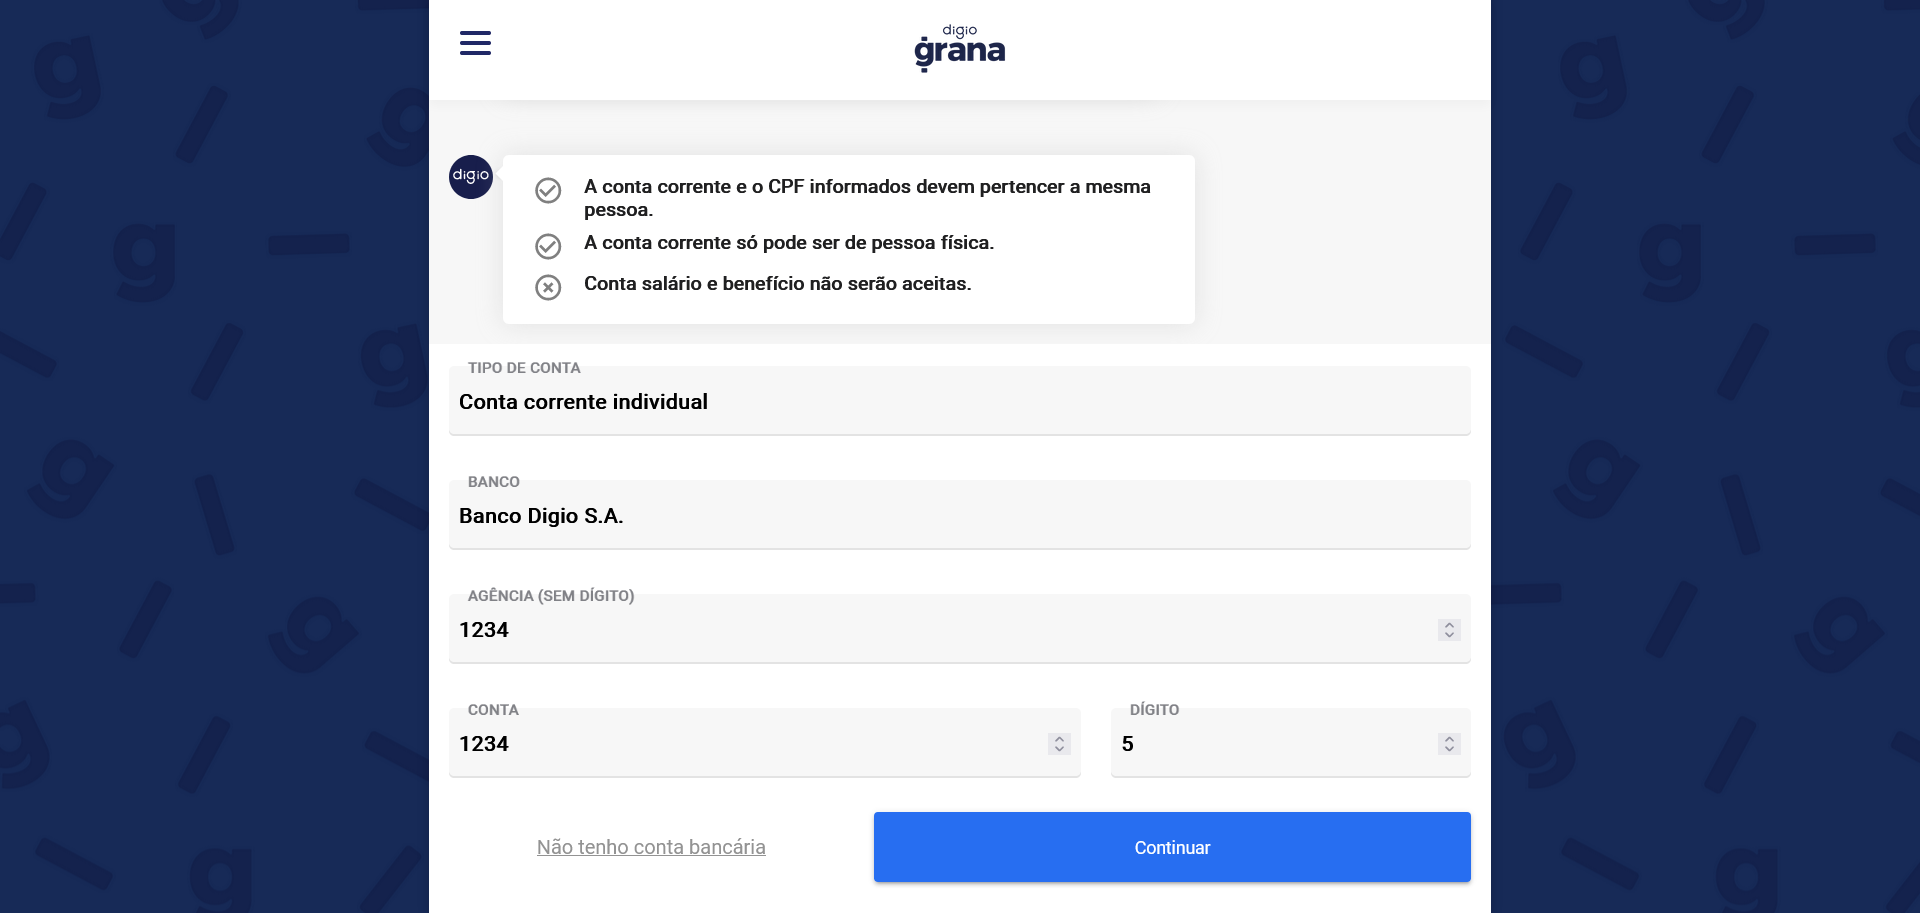 digio
grana
digio
A conta corrente e o CPF informados devem pertencer a mesma
pessoa.
A conta corrente só pode ser de pessoa física.
Conta salário e benefício não serão aceitas.
TIPO DE CONTA
Conta corrente individual
BANCO
Banco Digio S.A.
AGÊNCIA (SEM DÍGITO)
1234
CONTA
1234
DÍGITO
5
Não tenho conta bancária
Continuar